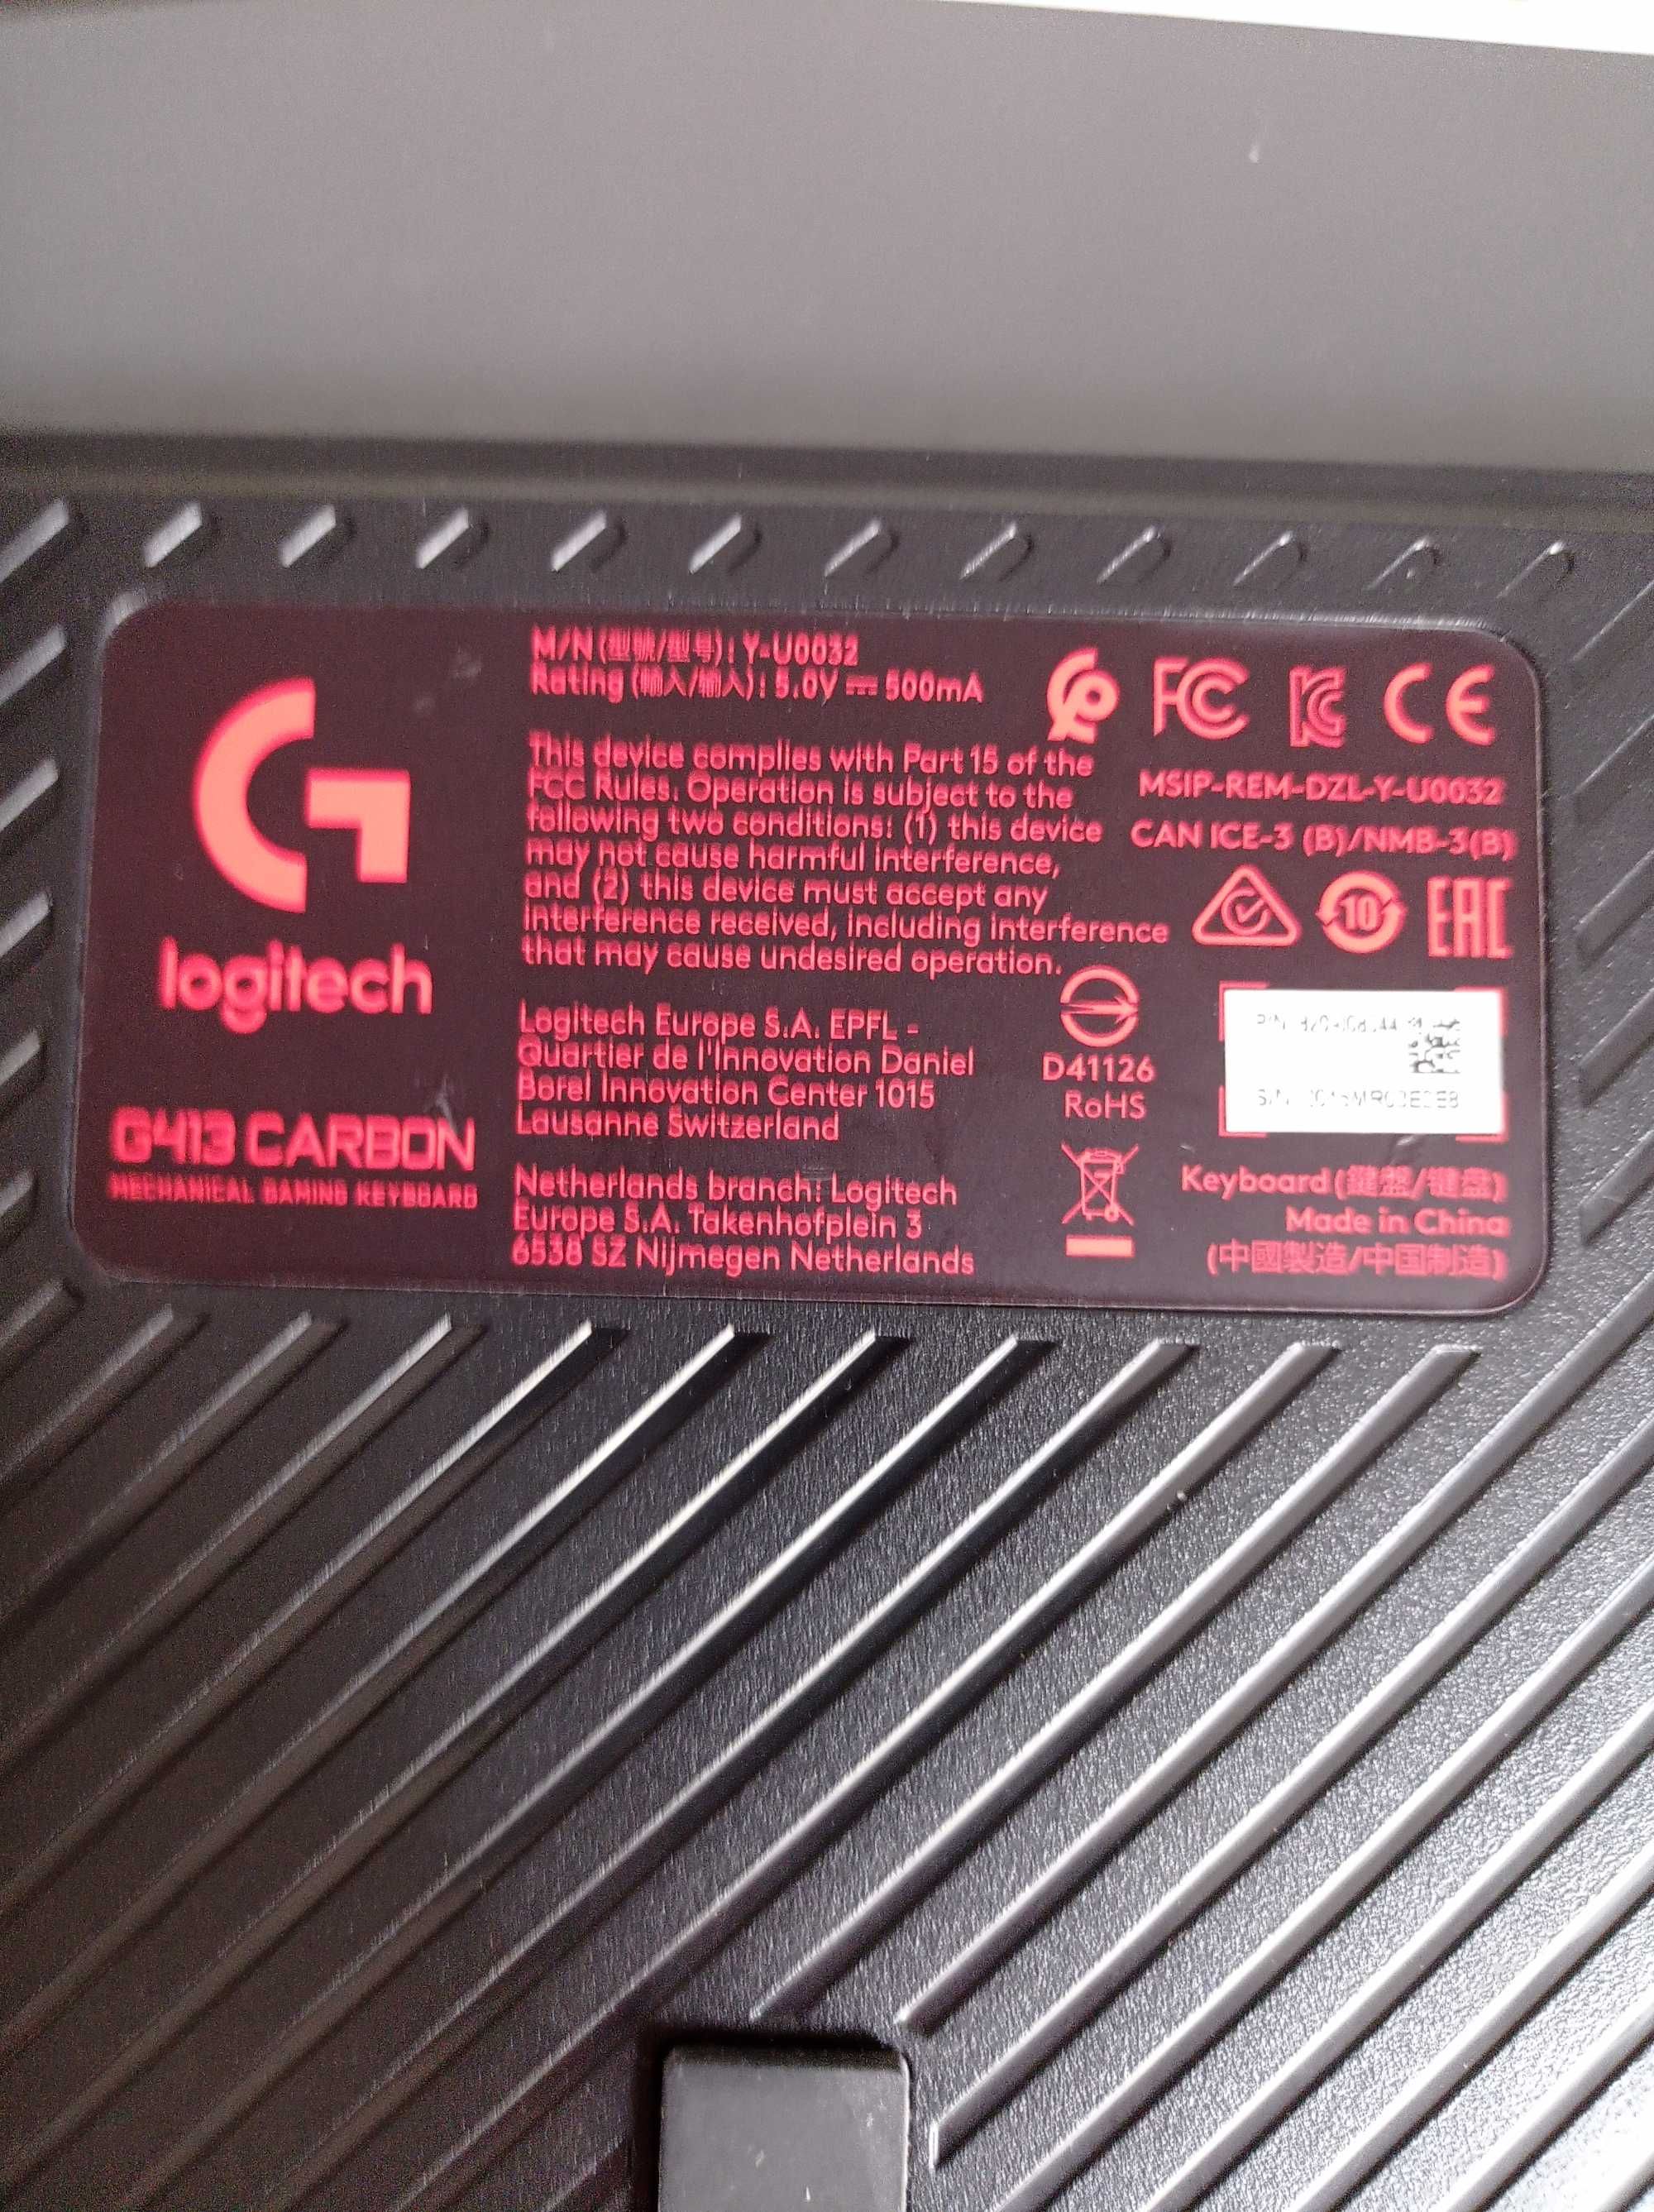 M/N (型號/型号): Y-U0032
Rating (輸入/输入): 5.0V ⎓ 500mA
This device complies with Part 15 of the
FCC Rules. Operation is subject to the
following two conditions: (1) this device
may not cause harmful interference,
and (2) this device must accept any
interference received, including interference
that may cause undesired operation.
Logitech Europe S.A. EPFL -
Quartier de l'Innovation Daniel
Borel Innovation Center 1015
Lausanne Switzerland
Netherlands branch: Logitech
Europe S.A. Takenhofplein 3
6538 SZ Nijmegen Netherlands
G
logitech
G413 CARBON
MECHANICAL GAMING KEYBOARD
FC KC CE
MSIP-REM-DZL-Y-U0032
CAN ICE-3 (B)/NMB-3(B)
10 EAC
D41126
RoHS
P/N
S/N
Keyboard (鍵盤/键盘)
Made in China
(中國製造/中国制造)